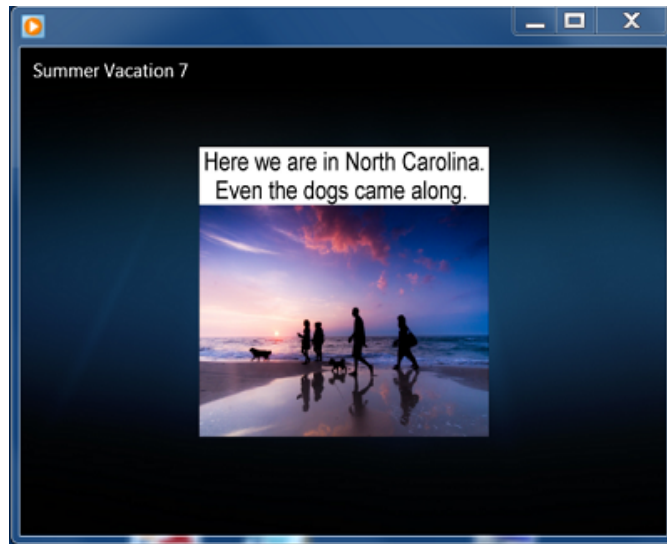 Summer Vacation 7
Here we are in North Carolina.
Even the dogs came along.